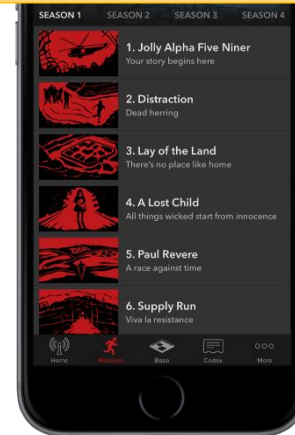 SEASON 1 SEASON 2 SEASON 3 SEASON 4
1. Jolly Alpha Five Niner
Your story begins here
2. Distraction
Dead herring
3. Lay of the Land
There's no place like home
4. A Lost Child
All things wicked start from innocence
5. Paul Revere
A race against time
6. Supply Run
Viva la resistance
Home Missions Base Codex More